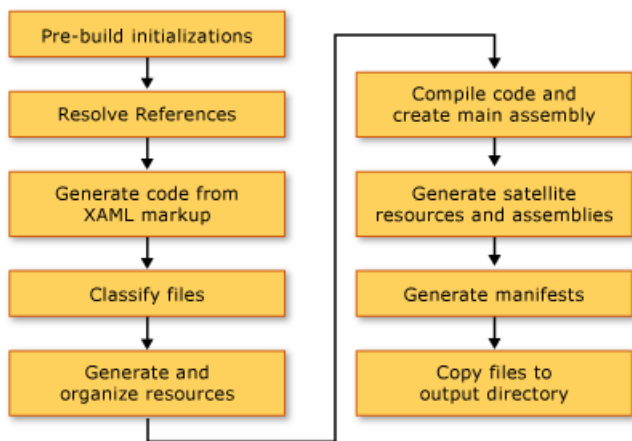 Pre-build initializations
Resolve References
Generate code from
XAML markup
Classify files
Generate and
organize resources
Compile code and
create main assembly
Generate satellite
resources and assemblies
Generate manifests
Copy files to
output directory